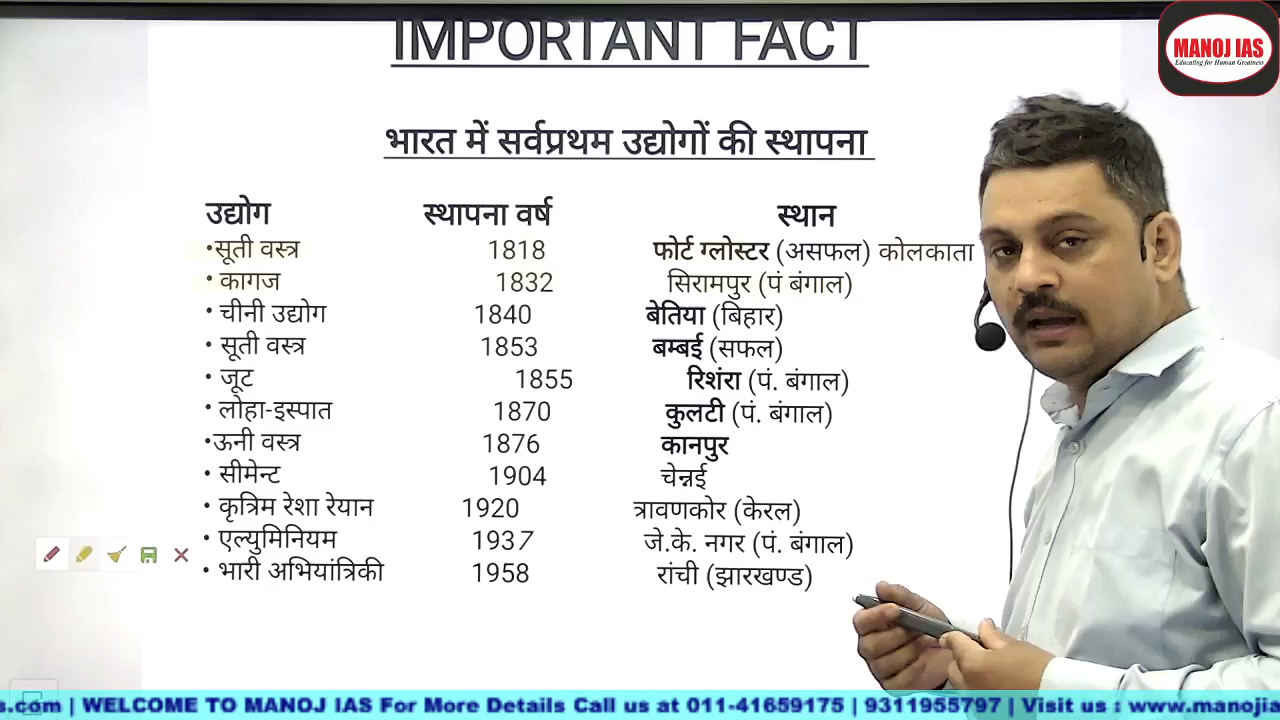 IMPORTANT FACT
MANOJ IAS
Educating for Human Greatness
भारत में सर्वप्रथम उद्योगों की स्थापना
उद्योग स्थापना वर्ष स्थान
•सूती वस्त्र 1818 फोर्ट ग्लोस्टर (असफल) कोलकाता
• कागज 1832 सिरामपुर (पं बंगाल)
• चीनी उद्योग 1840 बेतिया (बिहार)
• सूती वस्त्र 1853 बम्बई (सफल)
• जूट 1855 रिशंरा (पं. बंगाल)
• लोहा-इस्पात 1870 कुलटी (पं. बंगाल)
•ऊनी वस्त्र 1876 कानपुर
• सीमेन्ट 1904 चेन्नई
• कृत्रिम रेशा रेयान 1920 त्रावणकोर (केरल)
• एल्युमिनियम 1937 जे.के. नगर (पं. बंगाल)
• भारी अभियांत्रिकी 1958 रांची (झारखण्ड)
s.com | WELCOME TO MANOJ IAS For More Details Call us at 011-41659175 | 9311955797 | Visit us : www.manojia